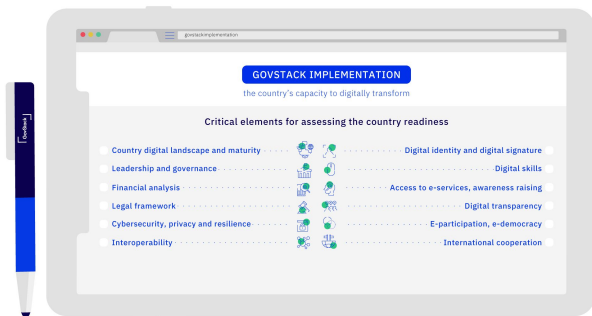 govstackimplementation
GOVSTACK IMPLEMENTATION
the country's capacity to digitally transform
Critical elements for assessing the country readiness
Country digital landscape and maturity
Leadership and governance
Financial analysis
Legal framework
Cybersecurity, privacy and resilience
Interoperability
Digital identity and digital signature
Digital skills
Access to e-services, awareness raising
Digital transparency
E-participation, e-democracy
International cooperation
GovStack